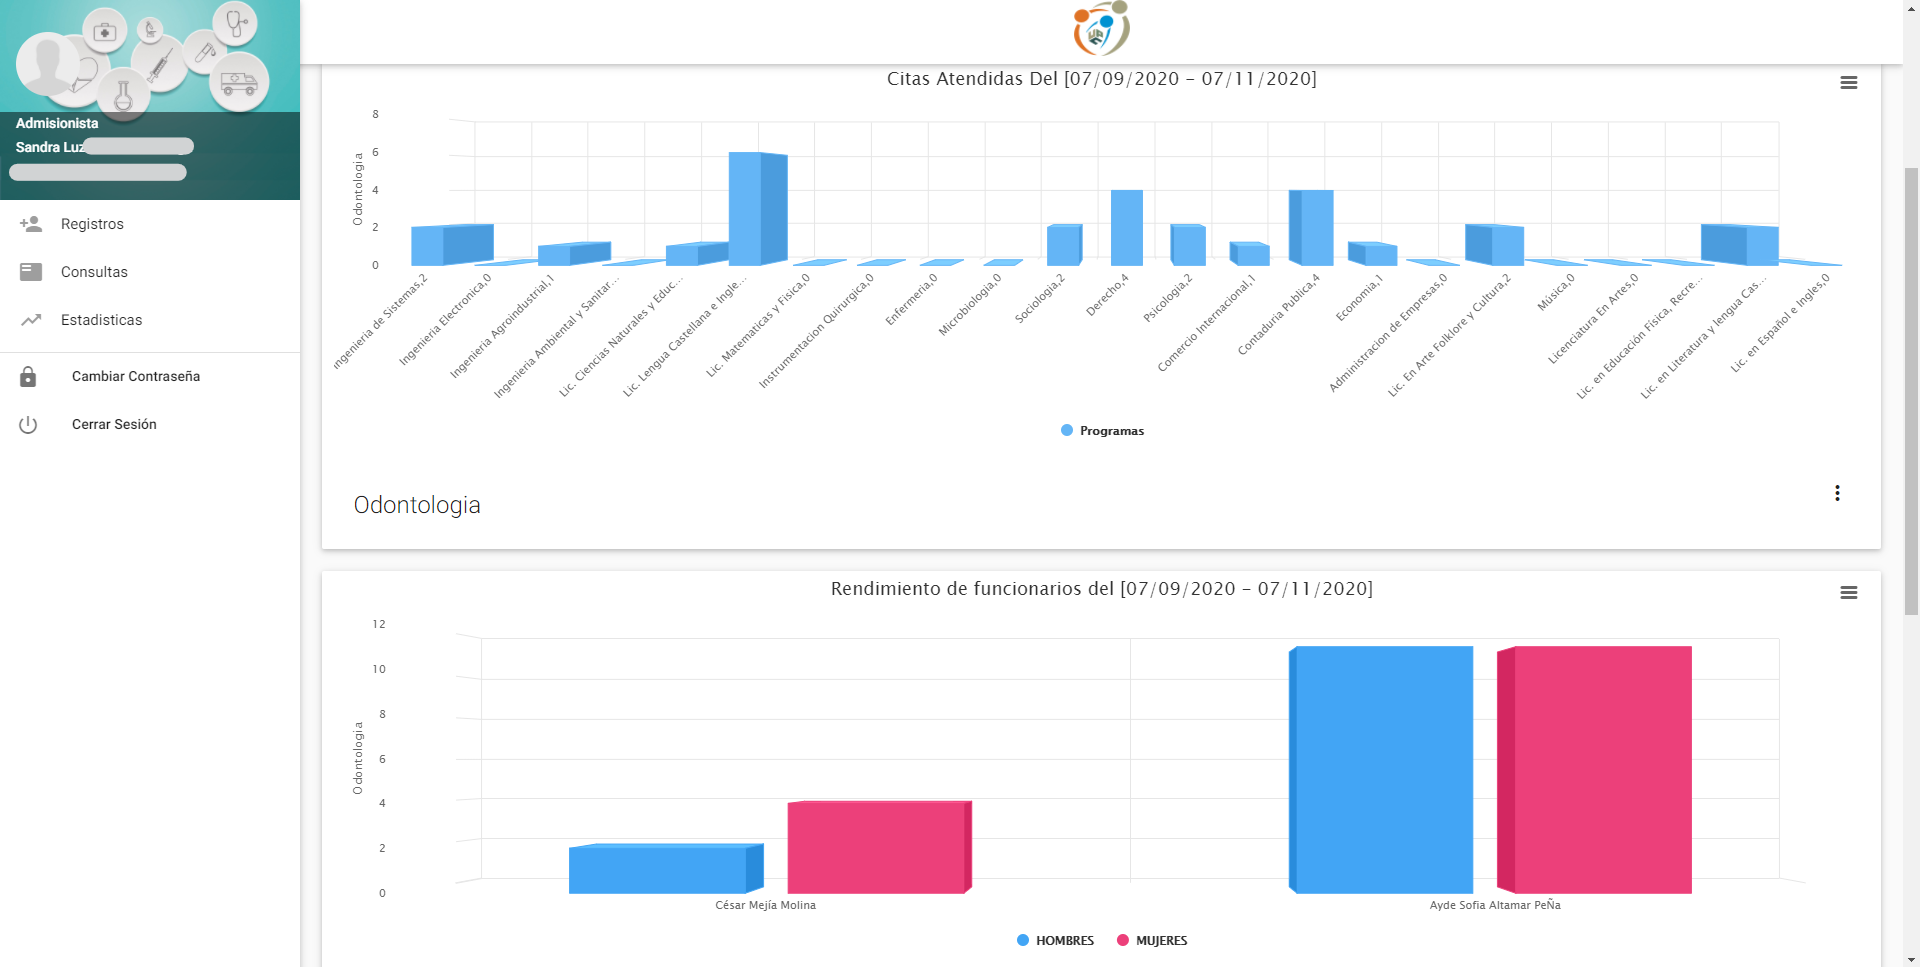 Admisionista
Sandra Luz
Registros
Consultas
Estadisticas
Cambiar Contraseña
Cerrar Sesión
Citas Atendidas Del [07/09/2020 - 07/11/2020]
Odontologia
8
6
4
2
0
Ingenieria de Sistemas,2
Ingenieria Electronica,0
Ingenieria Agroindustrial,1
Ingenieria Ambiental y Sanitar...
Lic. Ciencias Naturales y Educ...
Lic. Lengua Castellana e Ingle...
Lic. Matematicas y Fisica,0
Instrumentacion Quirurgica,0
Enfermeria,0
Microbiologia,0
Sociologia,2
Derecho,4
Psicologia,2
Comercio Internacional,1
Contaduria Publica,4
Economia,1
Administracion de Empresas,0
Lic. En Arte Folklore y Cultura,2
Música,0
Licenciatura En Artes,0
Lic. en Educación Física, Recre...
Lic. en Literatura y lengua Cas...
Lic. en Español e Ingles,0
Programas
Odontologia
Rendimiento de funcionarios del [07/09/2020 - 07/11/2020]
Odontologia
12
10
8
6
4
2
0
César Mejía Molina
Ayde Sofia Altamar PeÑa
HOMBRES
MUJERES